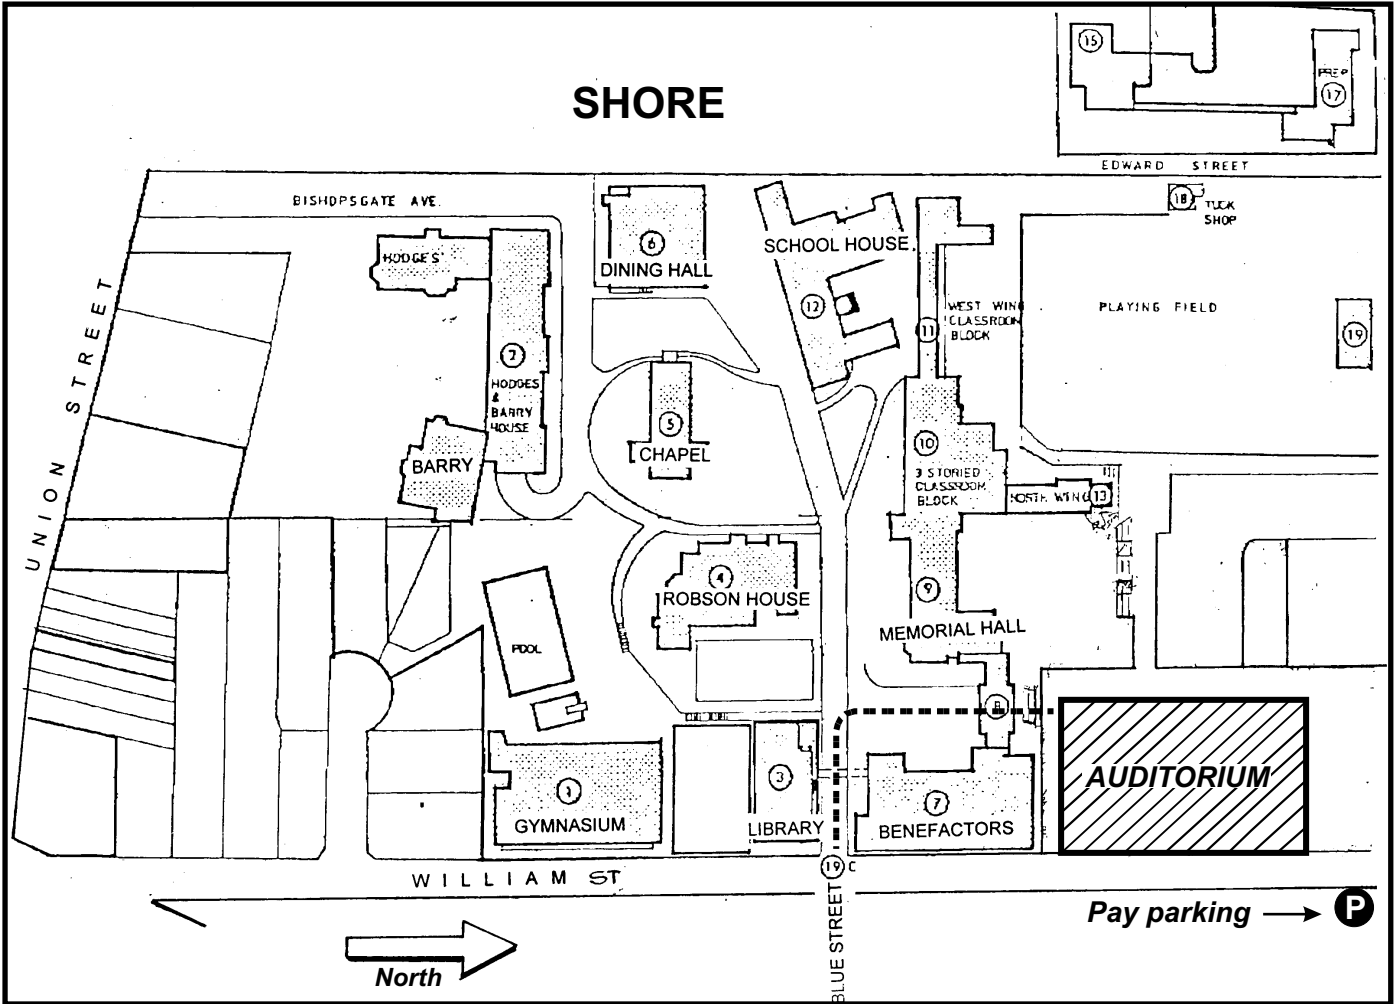 SHORE
15
PREP
17
EDWARD STREET
BISHOPSGATE AVE.
18
TUCK
SHOP
6
DINING HALL
SCHOOL HOUSE
HODGES
12
11
WEST WING
CLASSROOM
BLOCK
PLAYING FIELD
19
UNION STREET
2
HODGES
&
BARRY
HOUSE
BARRY
5
CHAPEL
10
3 STORIED
CLASSROOM
BLOCK
NORTH WING
13
4
ROBSON HOUSE
9
MEMORIAL HALL
POOL
8
1
GYMNASIUM
3
LIBRARY
7
BENEFACTORS
AUDITORIUM
WILLIAM ST
19 C
BLUE STREET
Pay parking
P
North